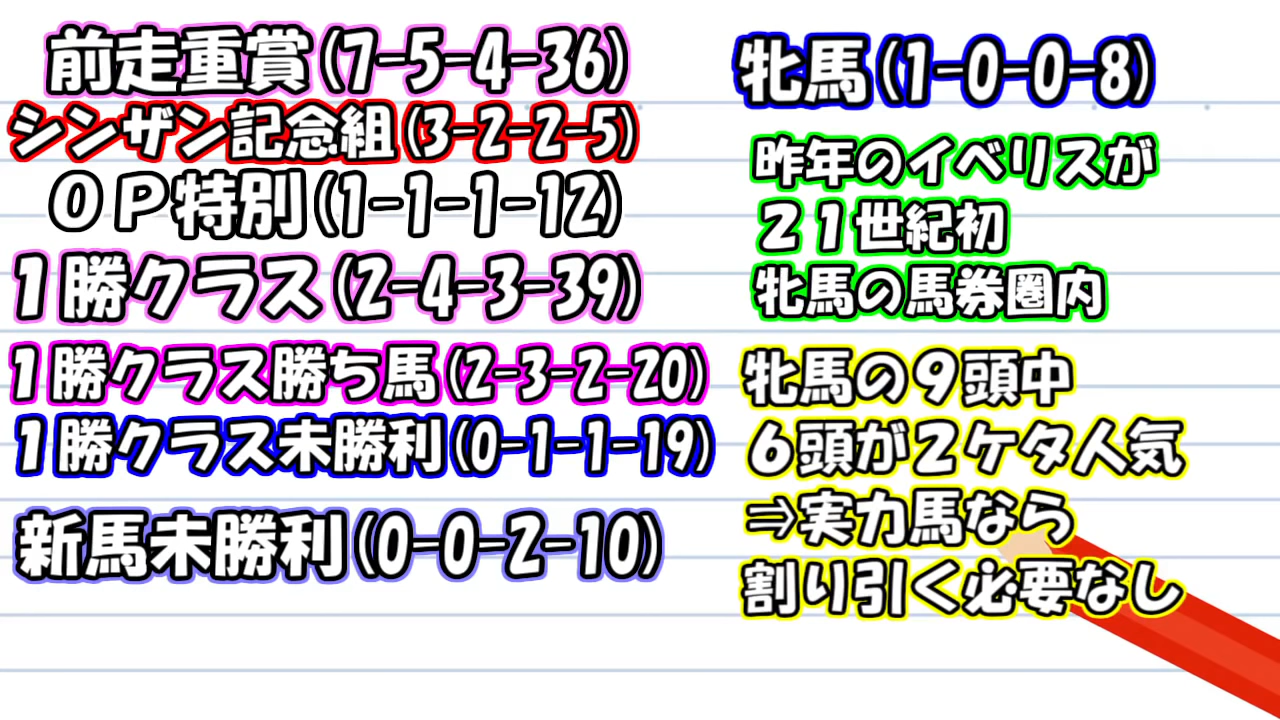 前走重賞(7-5-4-36)
シンザン記念組(3-2-2-5)
OP特別(1-1-1-12)
1勝クラス(2-4-3-39)
1勝クラス勝ち馬(2-3-2-20)
1勝クラス未勝利(0-1-1-19)
新馬未勝利(0-0-2-10)
牝馬(1-0-0-8)
昨年のイベリスが
21世紀初
牝馬の馬券圏内
牝馬の9頭中
6頭が2ケタ人気
⇒実力馬なら
割り引く必要なし